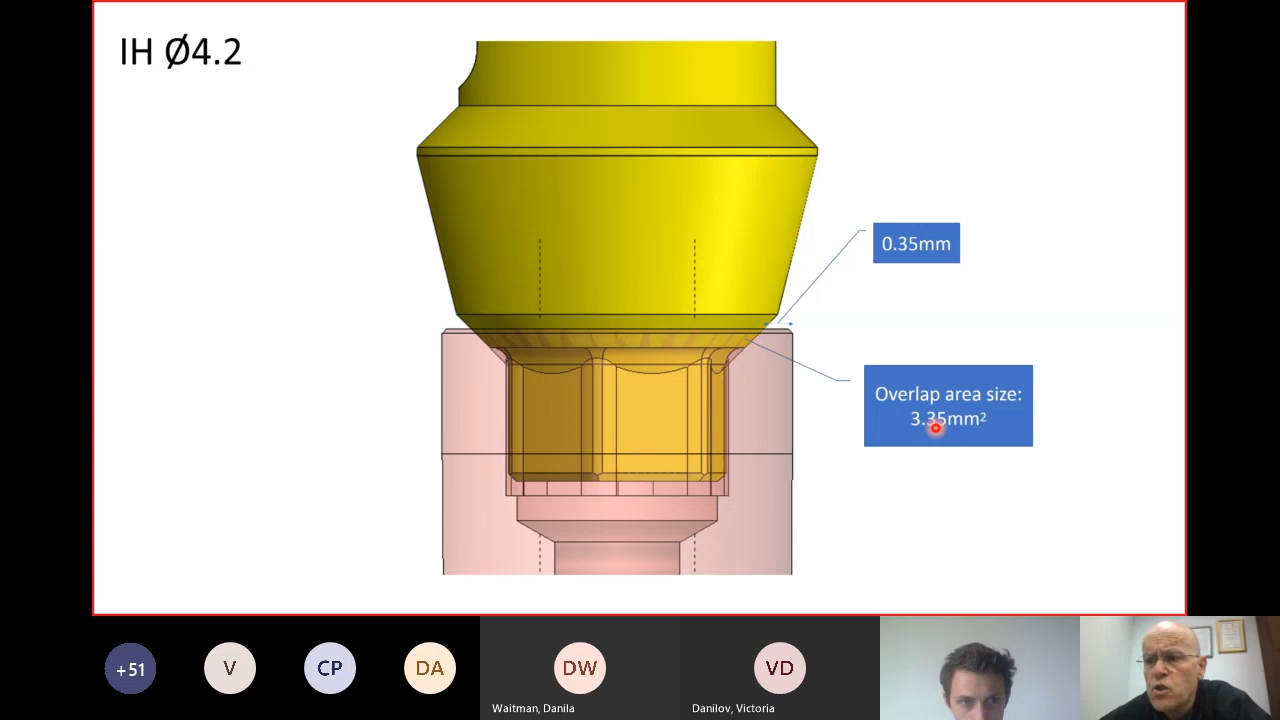 IH Ø4.2
0.35mm
Overlap area size:
3.35mm²
+51
V
CP
DA
DW
VD
Waitman, Danila
Danilov, Victoria